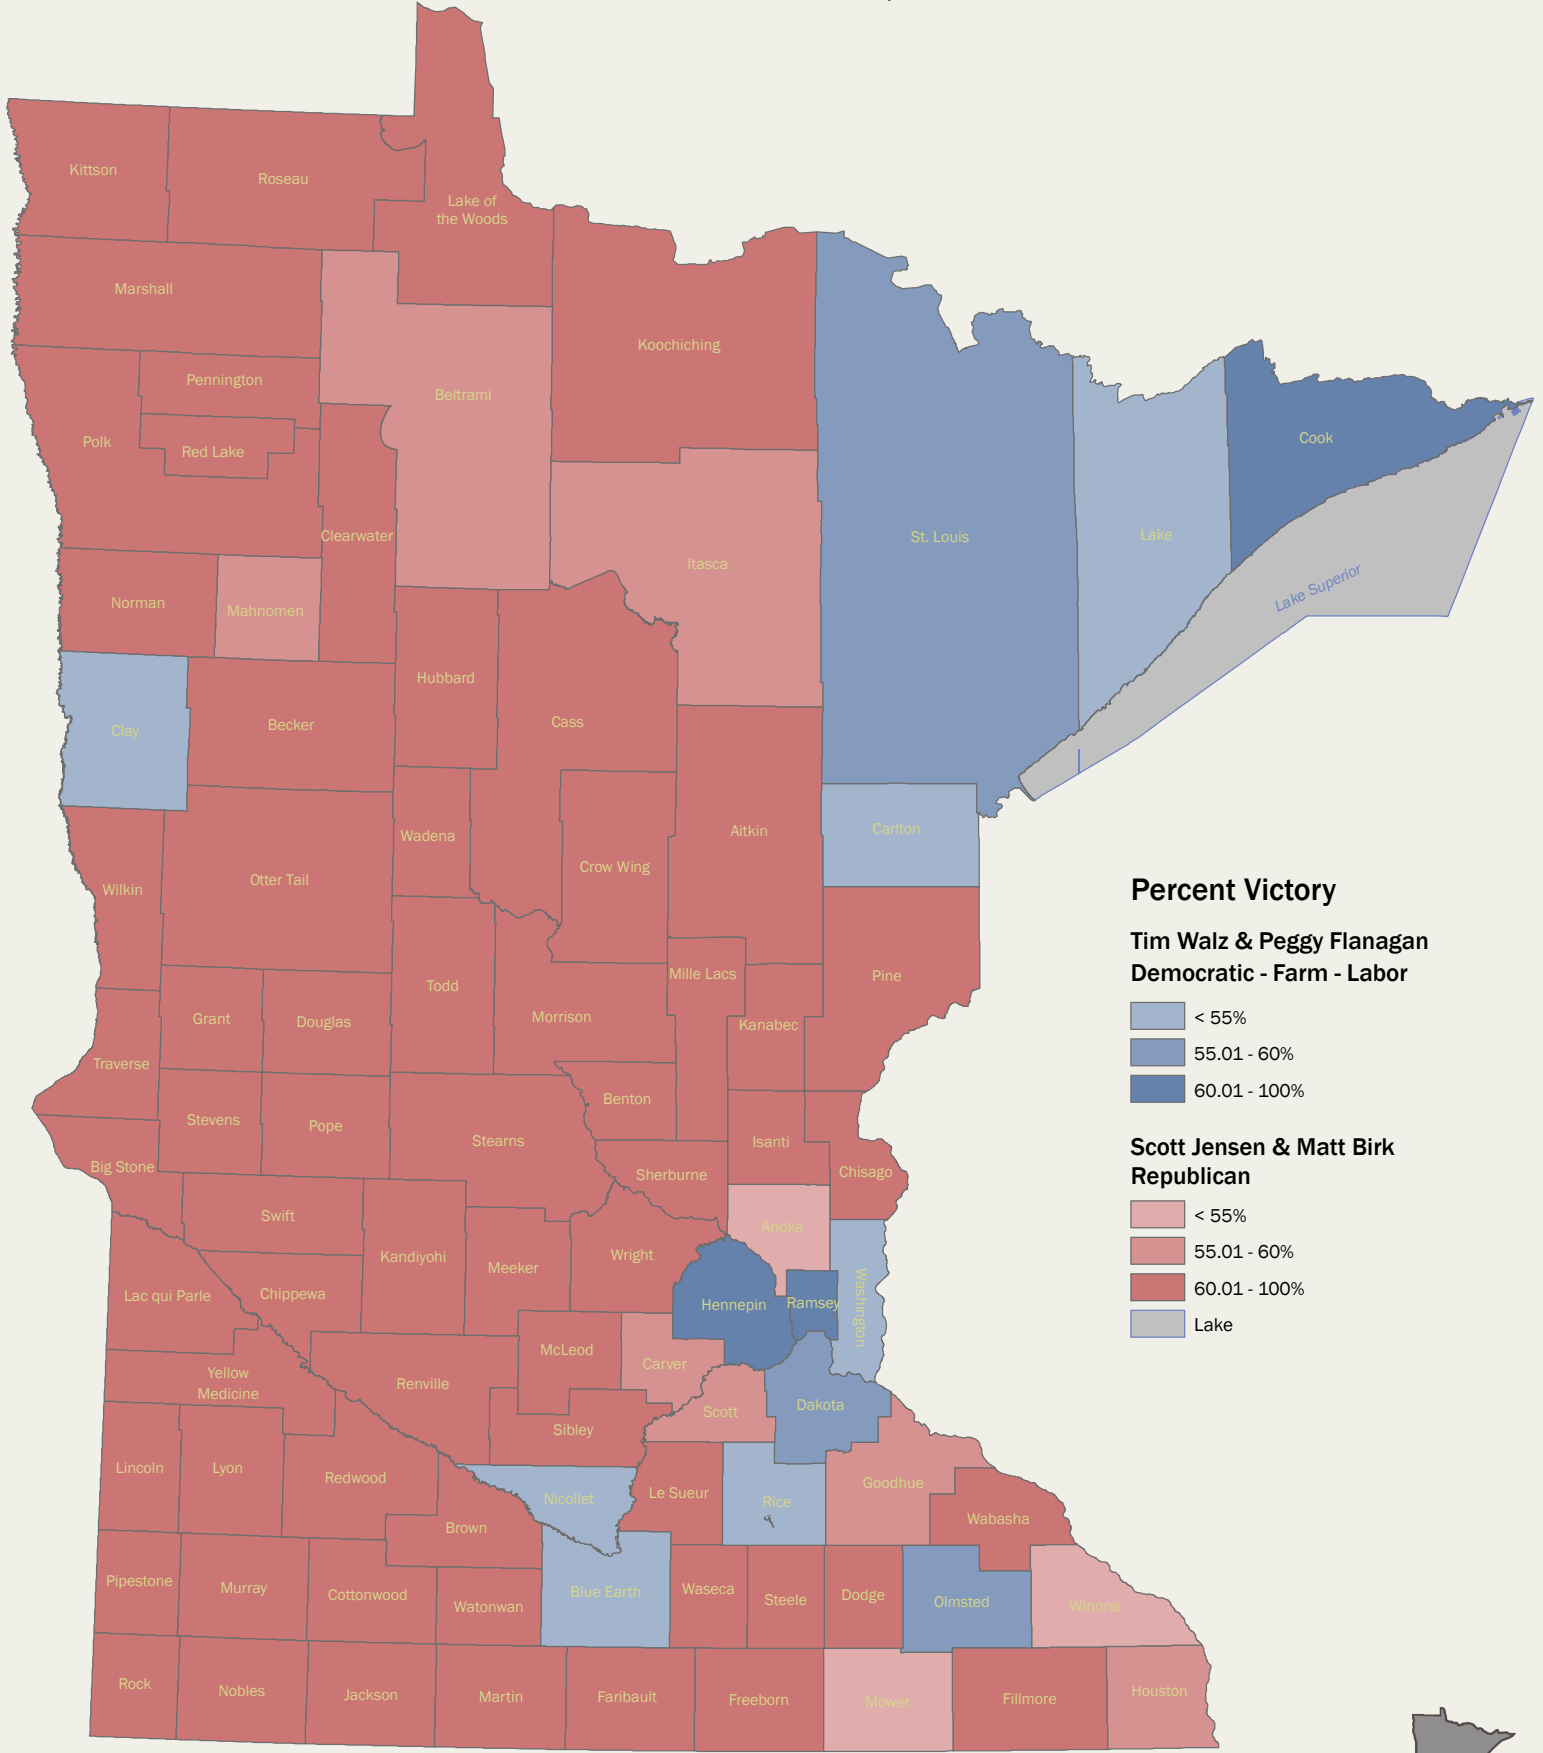 Kittson
Roseau
Lake of
the Woods
Marshall
Koochiching
Pennington
Beltrami
Polk
Red Lake
Cook
Clearwater
St. Louis
Lake
Itasca
Lake Superior
Norman
Mahnomen
Hubbard
Cass
Becker
Clay
Wadena
Aitkin
Carlton
Crow Wing
Otter Tail
Wilkin
Mille Lacs
Pine
Todd
Morrison
Grant
Douglas
Kanabec
Traverse
Benton
Stevens
Pope
Stearns
Isanti
Big Stone
Sherburne
Chisago
Swift
Anoka
Kandiyohi
Wright
Meeker
Lac qui Parle
Chippewa
Hennepin
Ramsey
Washington
McLeod
Carver
Yellow
Medicine
Renville
Scott
Dakota
Sibley
Lincoln
Lyon
Redwood
Nicollet
Le Sueur
Rice
Goodhue
Brown
Wabasha
Pipestone
Murray
Cottonwood
Watonwan
Blue Earth
Waseca
Steele
Dodge
Olmsted
Winona
Rock
Nobles
Jackson
Martin
Faribault
Freeborn
Mower
Fillmore
Houston
Percent Victory
Tim Walz & Peggy Flanagan
Democratic - Farm - Labor
< 55%
55.01 - 60%
60.01 - 100%
Scott Jensen & Matt Birk
Republican
< 55%
55.01 - 60%
60.01 - 100%
Lake